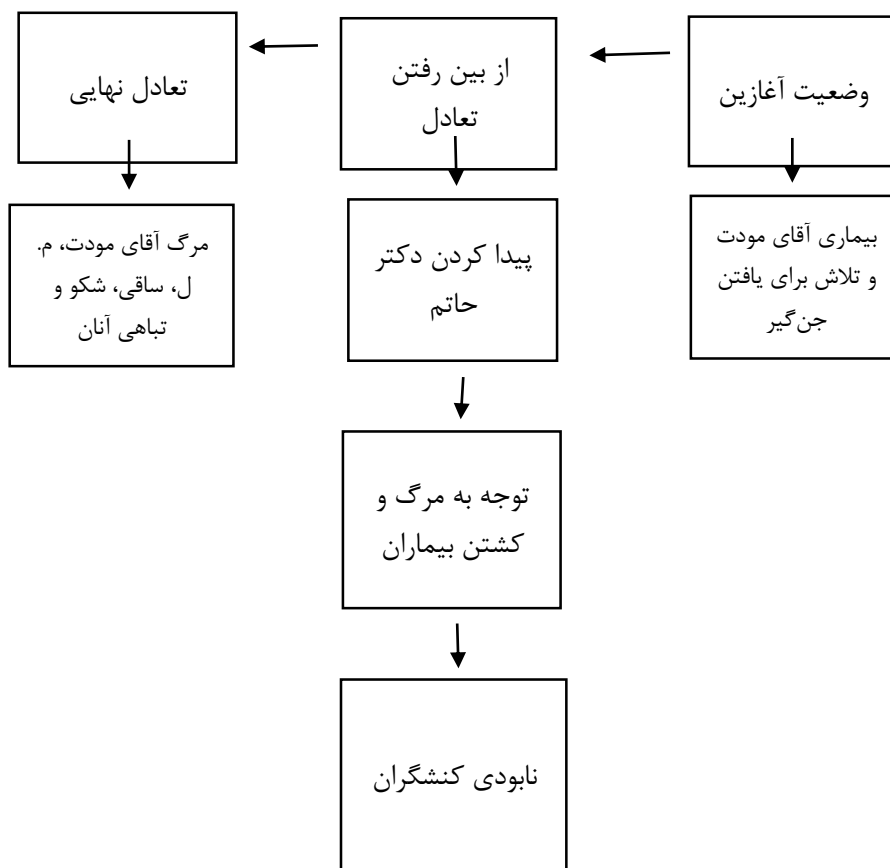 وضعیت آغازین
از بین رفتن
تعادل
تعادل نهایی
بیماری آقای مودت
و تلاش برای یافتن
جن‌گیر
پیدا کردن دکتر
حاتم
مرگ آقای مودت، م.
ل، ساقی، شکو و
تباهی آنان
توجه به مرگ و
کشتن بیماران
نابودی کنشگران